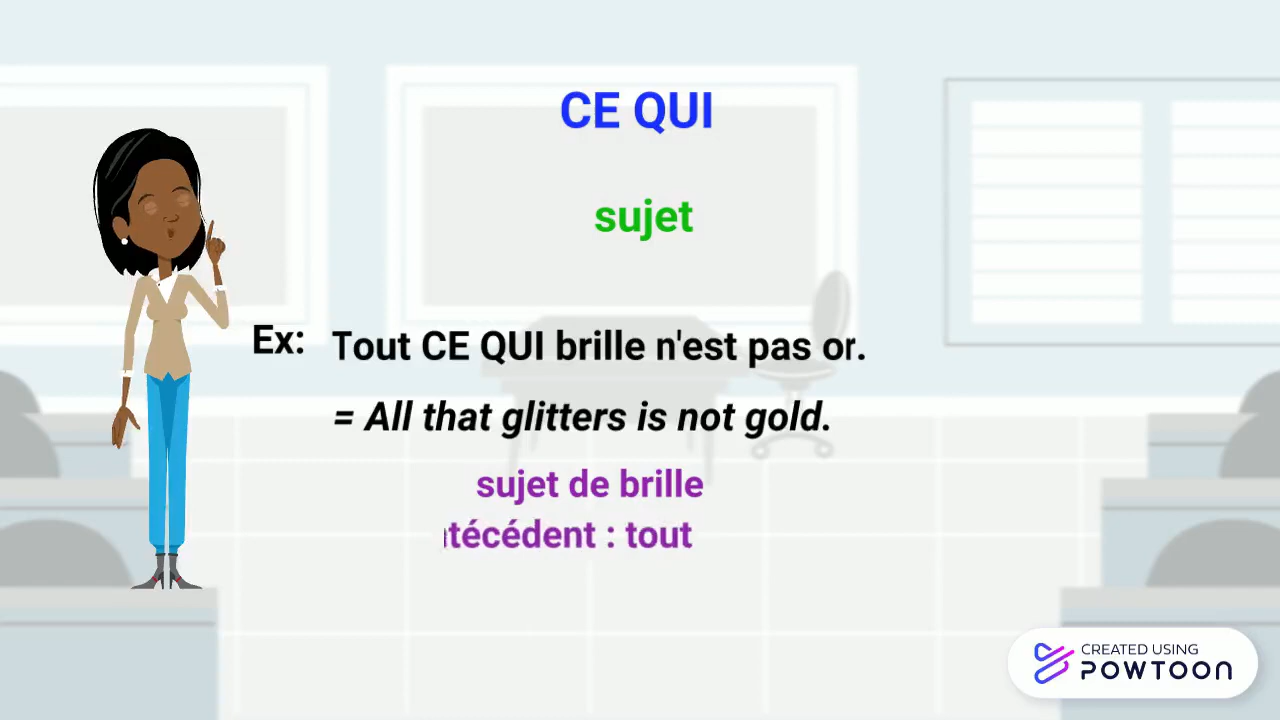 CE QUI
sujet
Ex: Tout CE QUI brille n'est pas or.
= All that glitters is not gold.
sujet de brille
: tout
CREATED USING
POWTOON